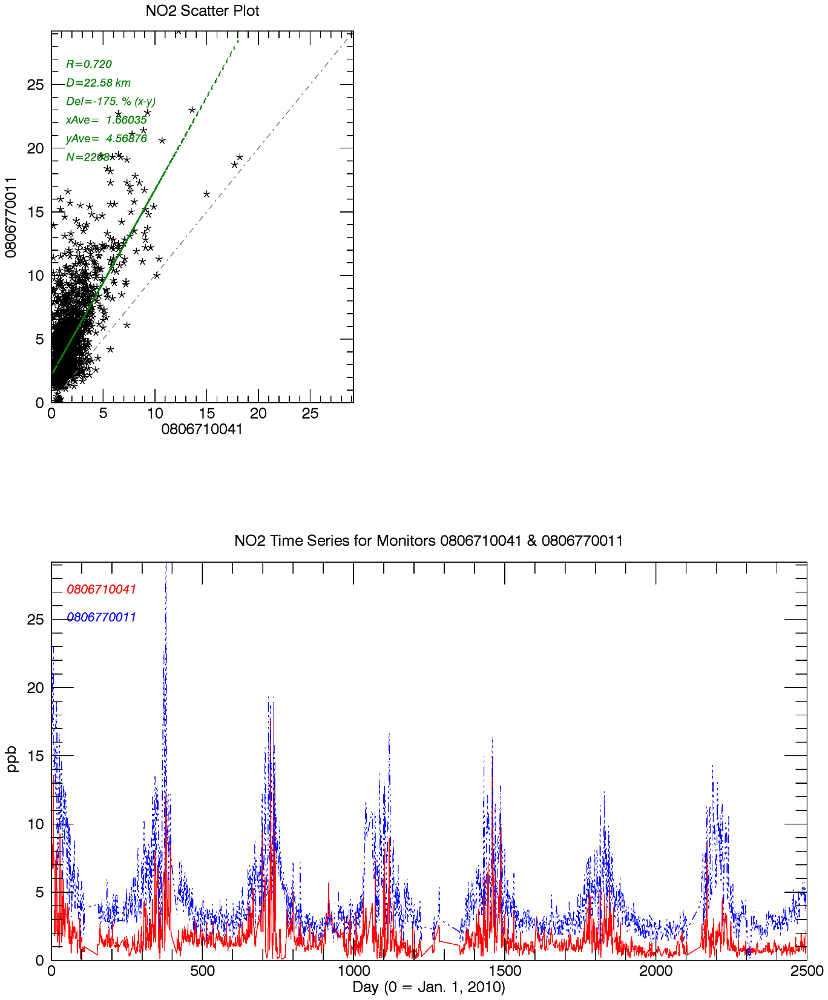 NO2 Scatter Plot
R=0.720
D=22.58 km
Del=-175. % (x-y)
xAve= 1.66035
yAve= 4.56876
N=2298
25
20
15
10
5
0
0806770011
0 5 10 15 20 25
0806710041
NO2 Time Series for Monitors 0806710041 & 0806770011
0806710041
0806770011
25
20
15
10
5
0
ppb
0 500 1000 1500 2000 2500
Day (0 = Jan. 1, 2010)